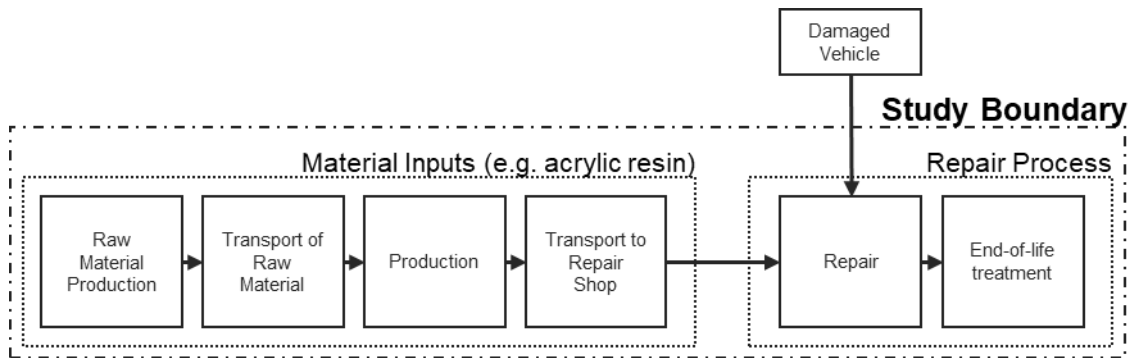 Damaged
Vehicle
Study Boundary
Material Inputs (e.g. acrylic resin)
Repair Process
Raw
Material
Production
Transport of
Raw
Material
Production
Transport to
Repair
Shop
Repair
End-of-life
treatment